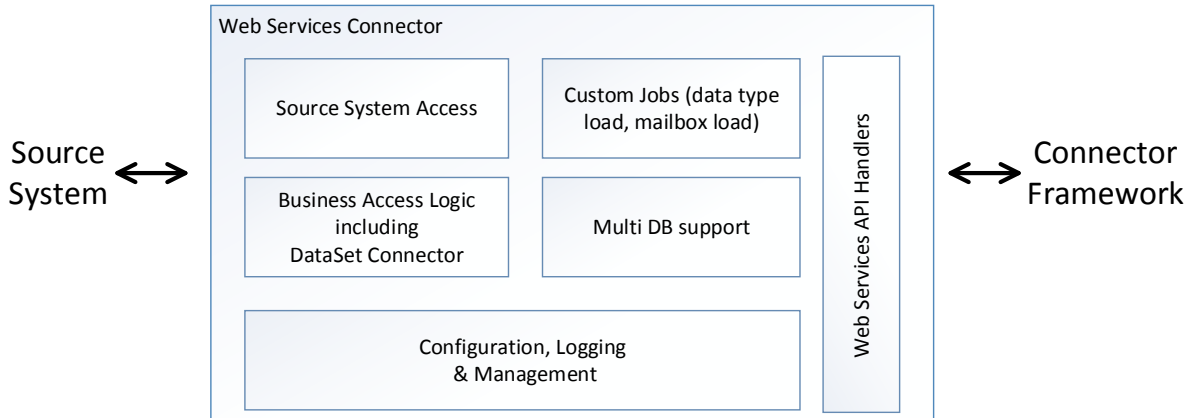 Web Services Connector
Source System Access
Custom Jobs (data type
load, mailbox load)
Source
System
Business Access Logic
including
DataSet Connector
Multi DB support
Configuration, Logging
& Management
Web Services API Handlers
Connector
Framework